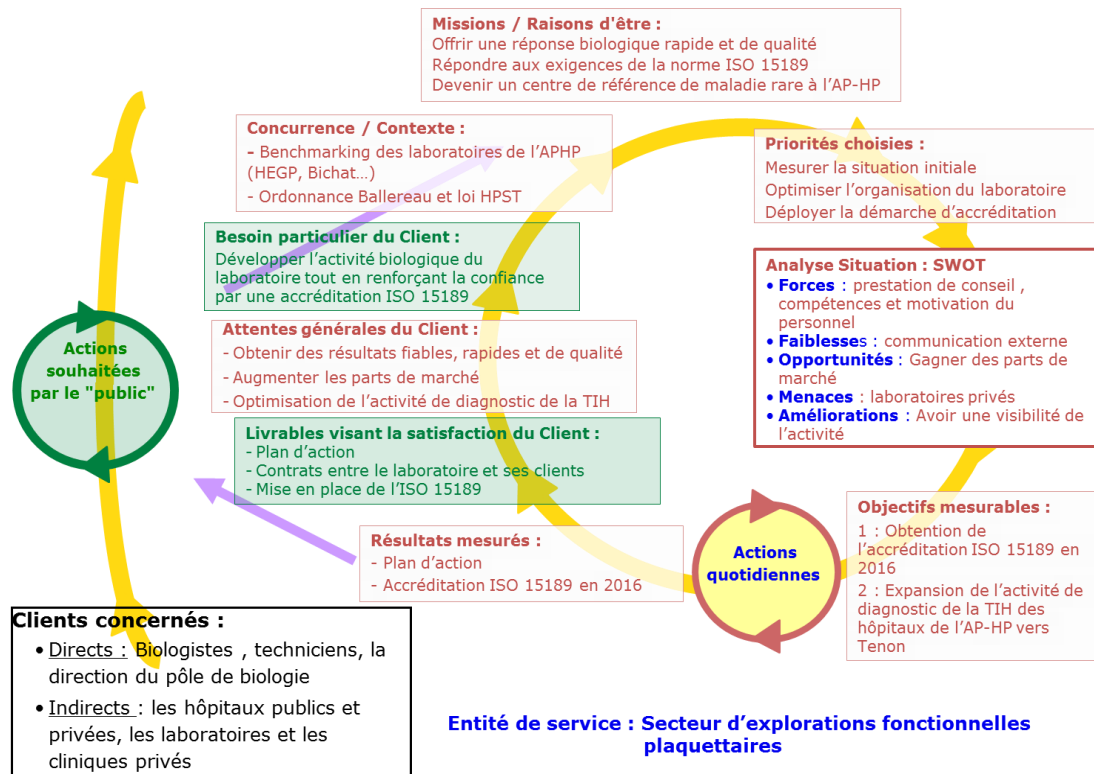 Missions / Raisons d'être :
Offrir une réponse biologique rapide et de qualité
Répondre aux exigences de la norme ISO 15189
Devenir un centre de référence de maladie rare à l'AP-HP
Concurrence / Contexte :
- Benchmarking des laboratoires de l'APHP
(HEGP, Bichat...)
- Ordonnance Ballereau et loi HPST
Priorités choisies :
Mesurer la situation initiale
Optimiser l'organisation du laboratoire
Déployer la démarche d'accréditation
Besoin particulier du Client :
Développer l'activité biologique du
laboratoire tout en renforçant la confiance
par une accréditation ISO 15189
Analyse Situation : SWOT
• Forces : prestation de conseil ,
compétences et motivation du
personnel
• Faiblesses : communication externe
• Opportunités : Gagner des parts de
marché
• Menaces : laboratoires privés
• Améliorations : Avoir une visibilité de
l'activité
Attentes générales du Client :
- Obtenir des résultats fiables, rapides et de qualité
- Augmenter les parts de marché
- Optimisation de l'activité de diagnostic de la TIH
Actions
souhaitées
par le "public"
Livrables visant la satisfaction du Client :
- Plan d'action
- Contrats entre le laboratoire et ses clients
- Mise en place de l'ISO 15189
Résultats mesurés :
- Plan d'action
- Accréditation ISO 15189 en 2016
Actions
quotidiennes
Objectifs mesurables :
1 : Obtention de
l'accréditation ISO 15189 en
2016
2 : Expansion de l'activité de
diagnostic de la TIH des
hôpitaux de l'AP-HP vers
Tenon
Clients concernés :
• Directs : Biologistes , techniciens, la
direction du pôle de biologie
• Indirects : les hôpitaux publics et
privées, les laboratoires et les
cliniques privés
Entité de service : Secteur d'explorations fonctionnelles
plaquettaires